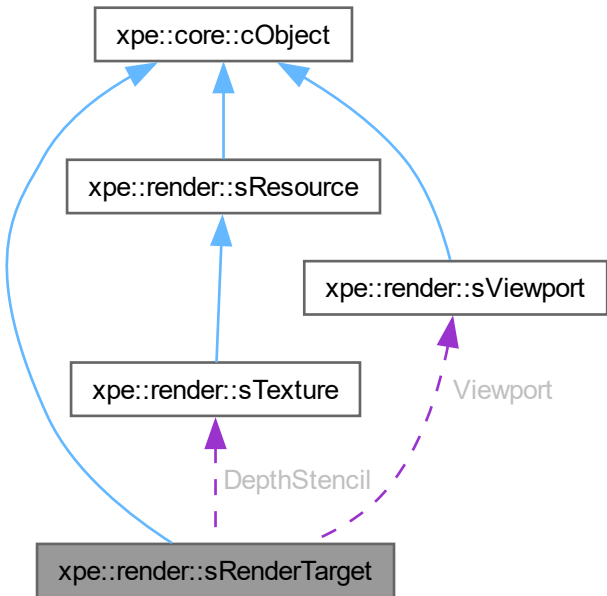 xpe::core::cObject
xpe::render::sResource
xpe::render::sViewport
xpe::render::sTexture
Viewport
DepthStencil
xpe::render::sRenderTarget